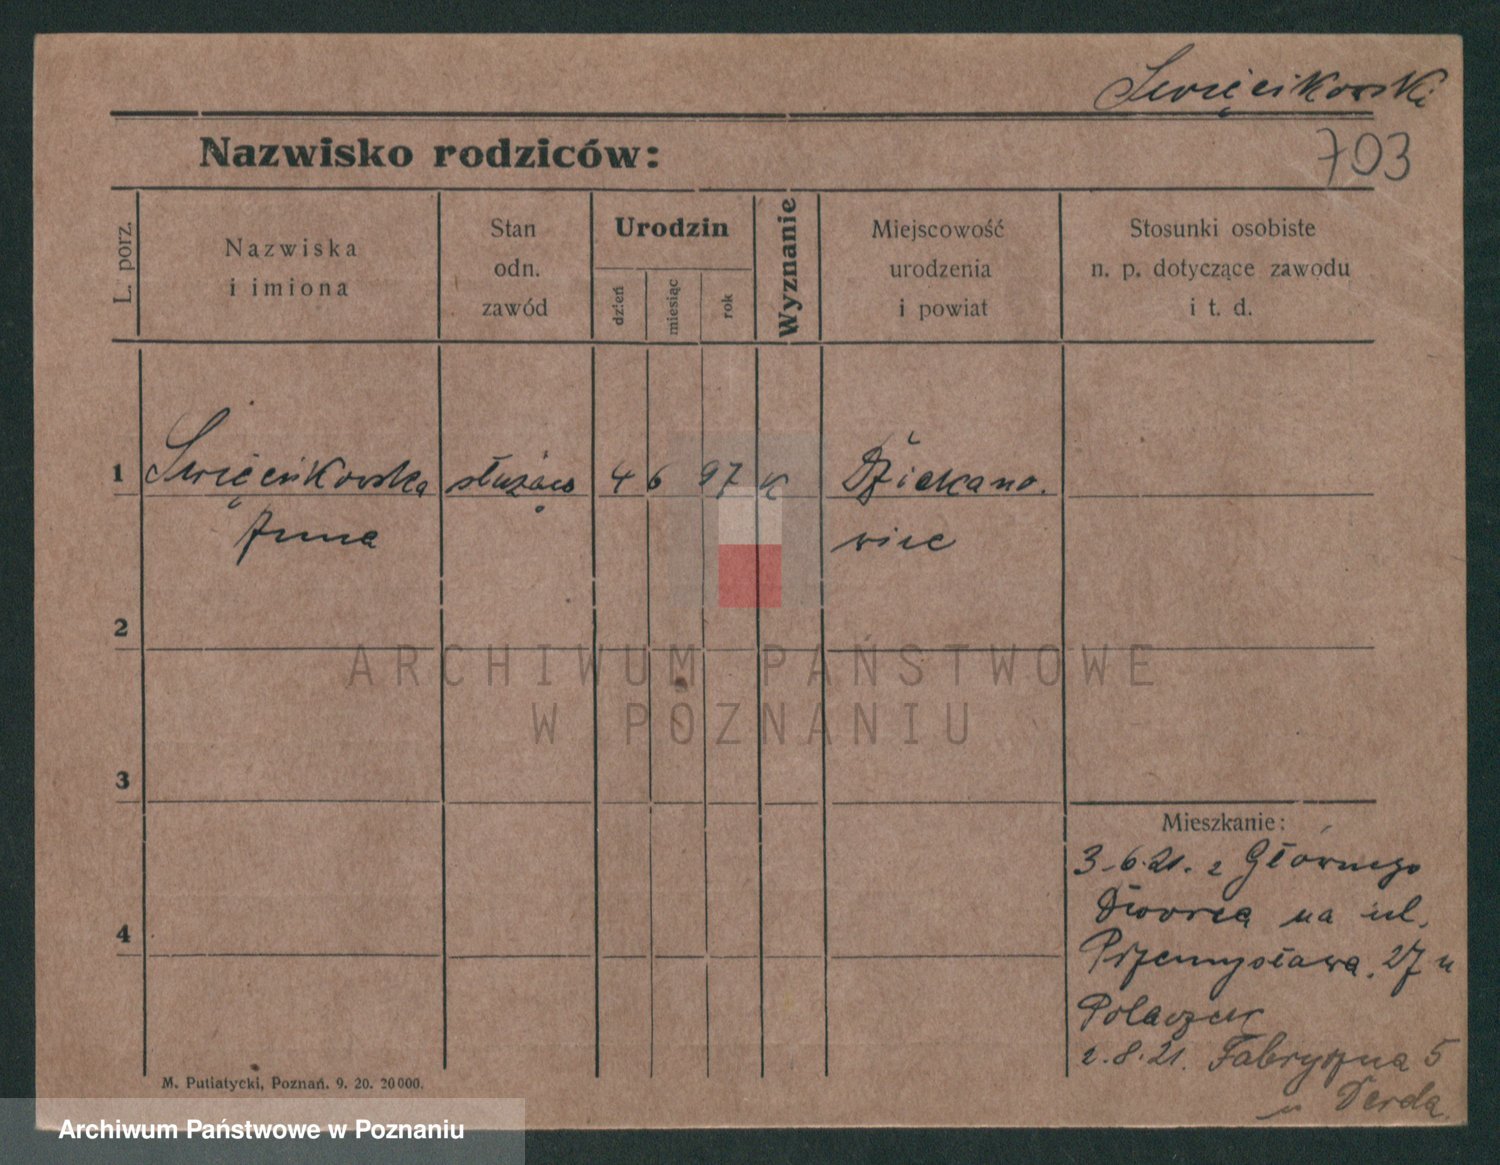 Święcikowski
703
Nazwisko rodziców:
L. porz.
Nazwiska
i imiona
Stan
odn.
zawód
Urodzin
dzień
miesiąc
rok
Wyznanie
Miejscowość
urodzenia
i powiat
Stosunki osobiste
n. p. dotyczące zawodu
i t. d.
1
Święcikowska służąca 4 6 97 K Dziekano.
Anna wice
2
ARCHIWUM PAŃSTWOWE
W POZNANIU
3
Mieszkanie:
3.6.21. z Głównego
Dworca na ul.
4
Przemysława 27 u
Polaczek
2.8.21. Fabryczna 5
u Derda
M. Putiatycki, Poznań. 9. 20. 20000.
Archiwum Państwowe w Poznaniu